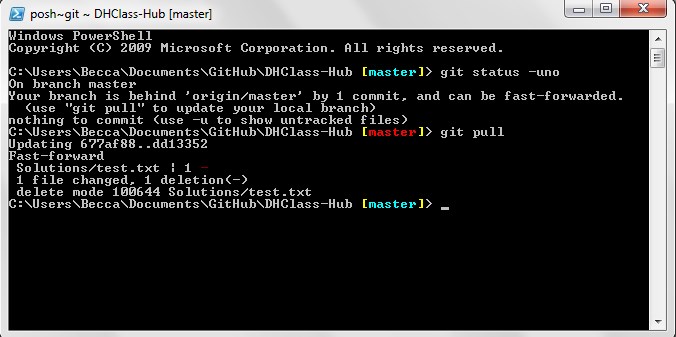 posh~git ~ DHClass-Hub [master]
Windows PowerShell
Copyright (C) 2009 Microsoft Corporation. All rights reserved.
C:\Users\Becca\Documents\GitHub\DHClass-Hub [master]> git status -uno
On branch master
Your branch is behind 'origin/master' by 1 commit, and can be fast-forwarded.
  (use "git pull" to update your local branch)
nothing to commit (use -u to show untracked files)
C:\Users\Becca\Documents\GitHub\DHClass-Hub [master]> git pull
Updating 677af88..dd13352
Fast-forward
 Solutions/test.txt | 1 -
 1 file changed, 1 deletion(-)
 delete mode 100644 Solutions/test.txt
C:\Users\Becca\Documents\GitHub\DHClass-Hub [master]> _